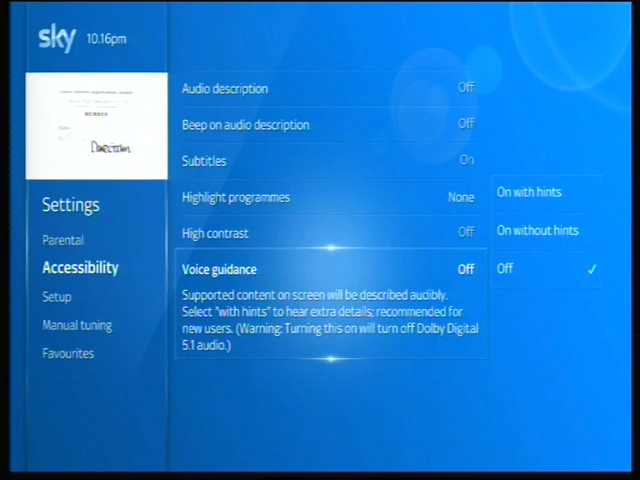 sky 10.16pm
MEMBER
Settings
Parental
Accessibility
Setup
Manual tuning
Favourites
Audio description Off
Beep on audio description Off
Subtitles On
Highlight programmes None
High contrast Off
Voice guidance Off
Supported content on screen will be described audibly.
Select "with hints" to hear extra details; recommended for
new users. (Warning: Turning this on will turn off Dolby Digital
5.1 audio.)
On with hints
On without hints
Off ✓